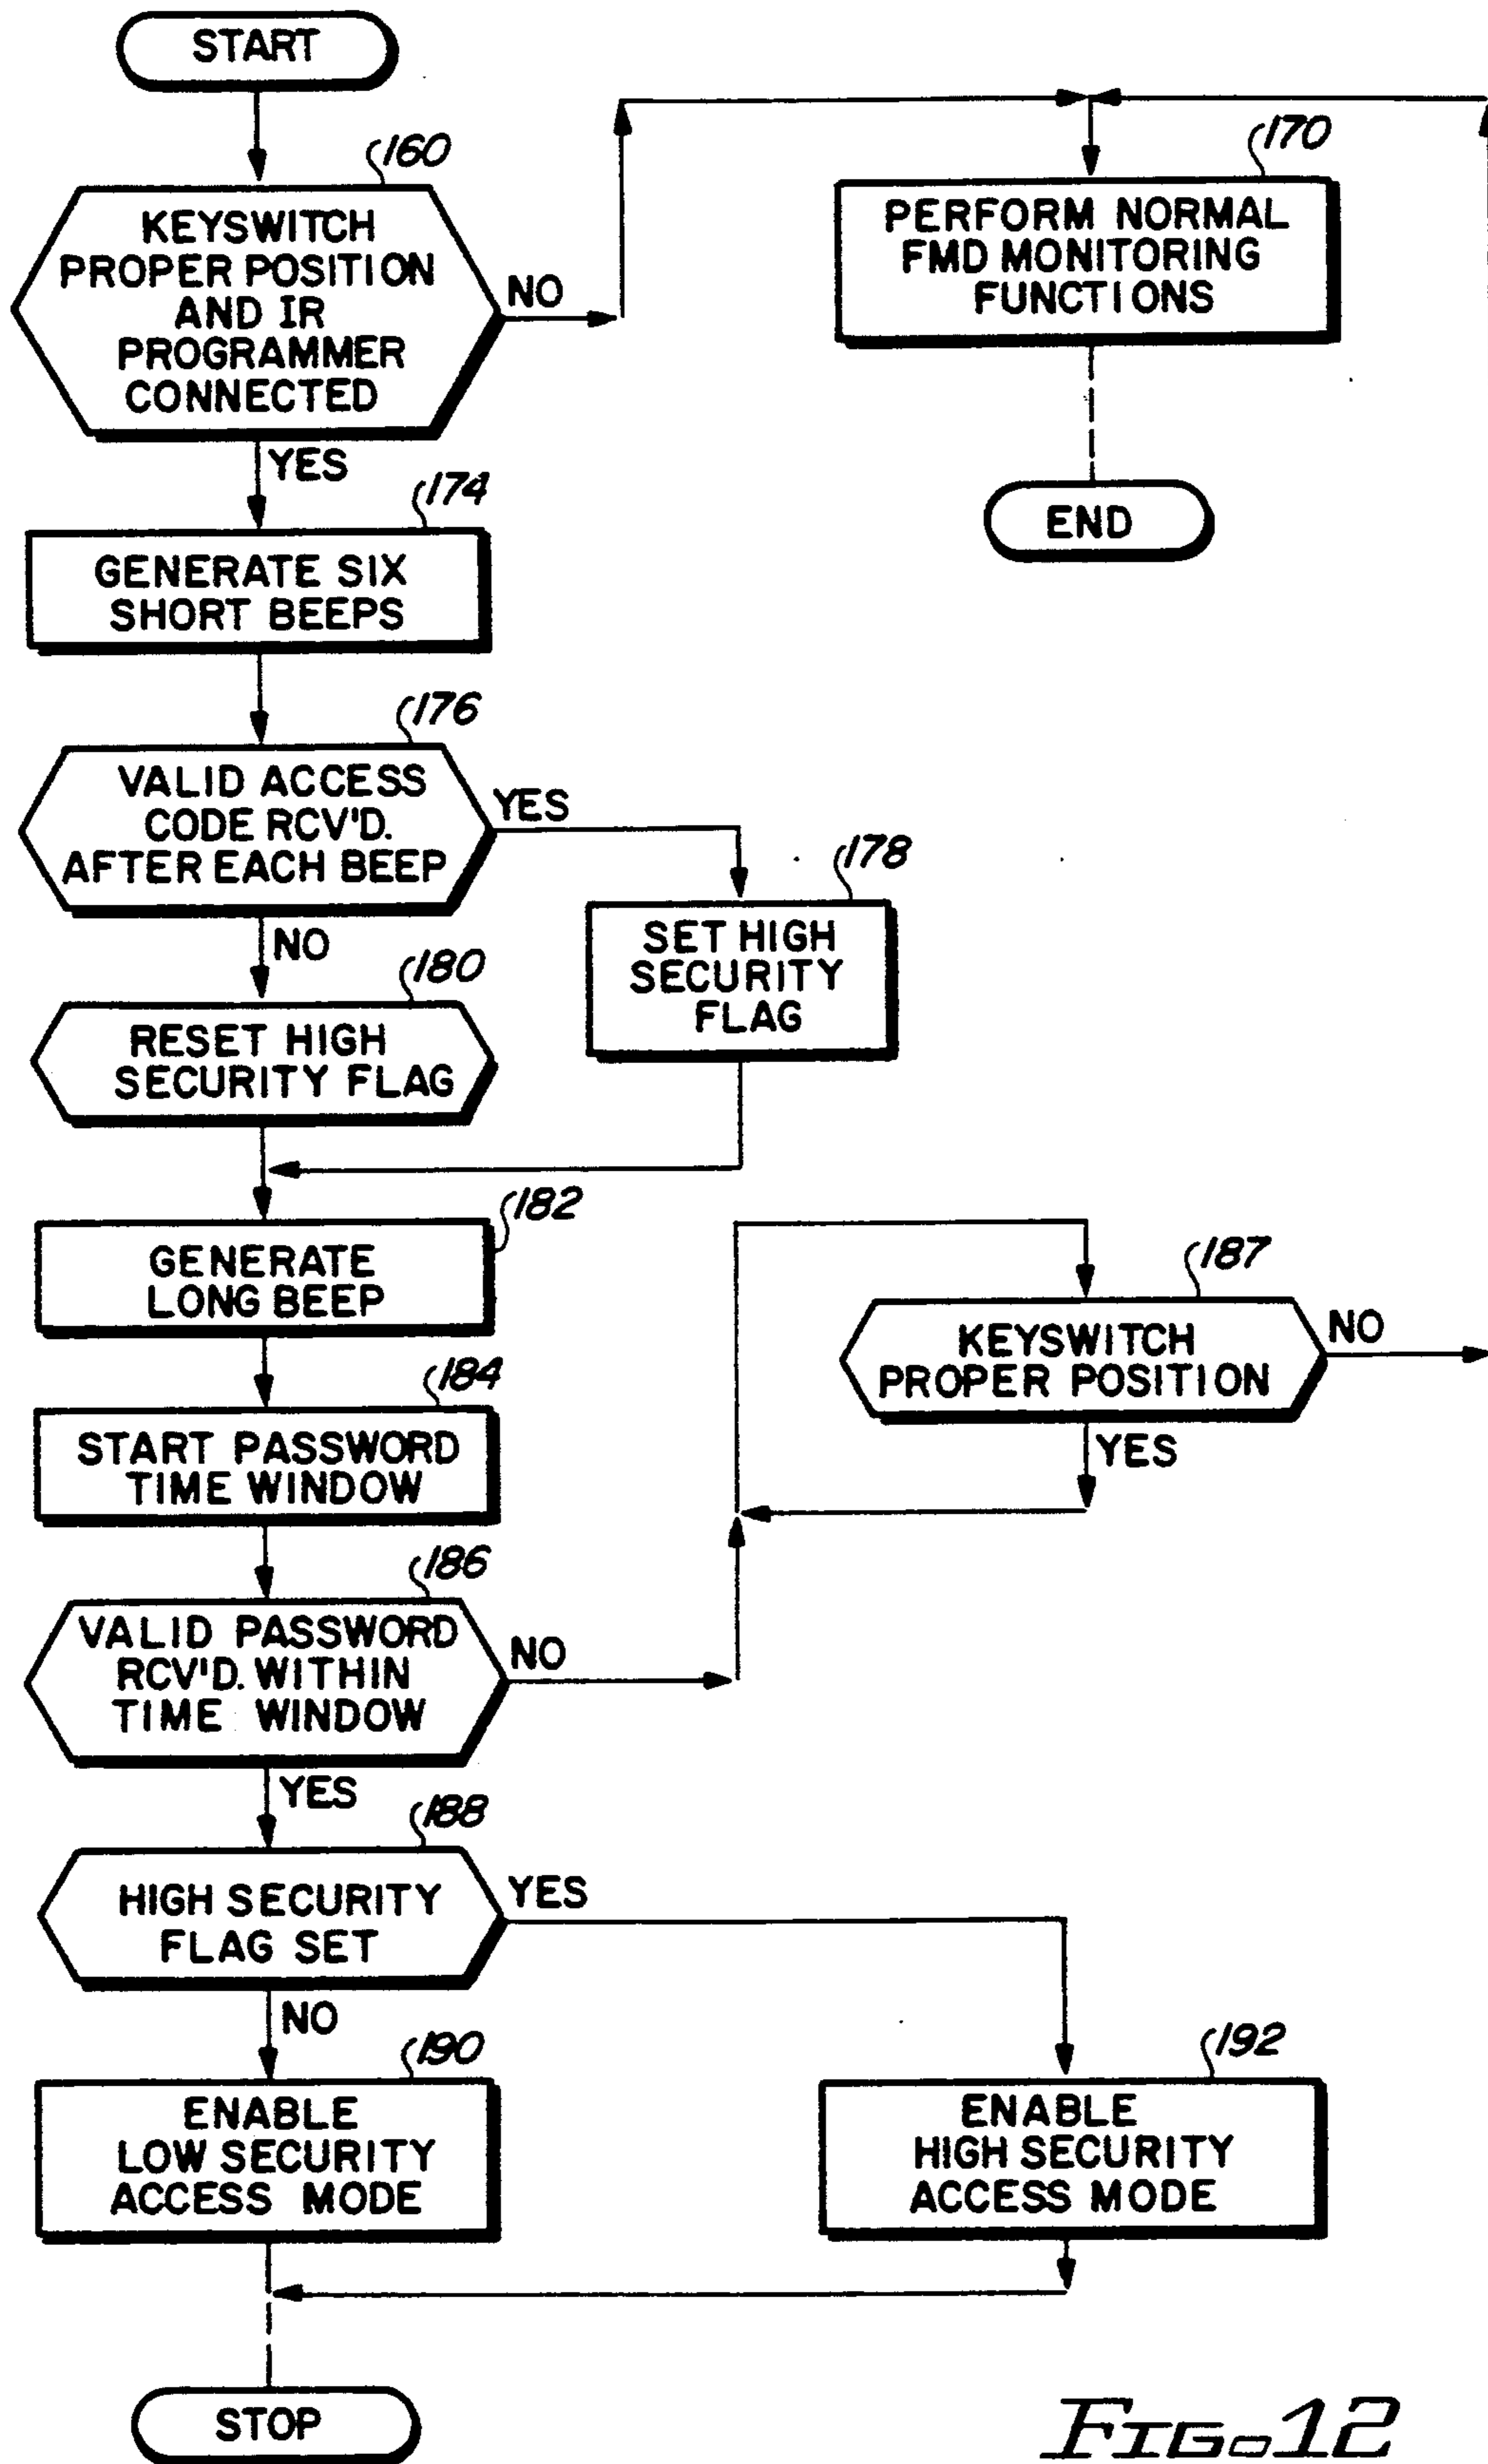 START
160
KEYSWITCH
PROPER POSITION
AND IR
PROGRAMMER
CONNECTED
NO
YES
170
PERFORM NORMAL
FMD MONITORING
FUNCTIONS
END
174
GENERATE SIX
SHORT BEEPS
176
VALID ACCESS
CODE RCV'D.
AFTER EACH BEEP
YES
NO
178
SET HIGH
SECURITY
FLAG
180
RESET HIGH
SECURITY FLAG
182
GENERATE
LONG BEEP
184
START PASSWORD
TIME WINDOW
186
VALID PASSWORD
RCV'D. WITHIN
TIME WINDOW
NO
YES
187
KEYSWITCH
PROPER POSITION
NO
YES
188
HIGH SECURITY
FLAG SET
YES
NO
190
ENABLE
LOW SECURITY
ACCESS MODE
192
ENABLE
HIGH SECURITY
ACCESS MODE
STOP
FIG. 12